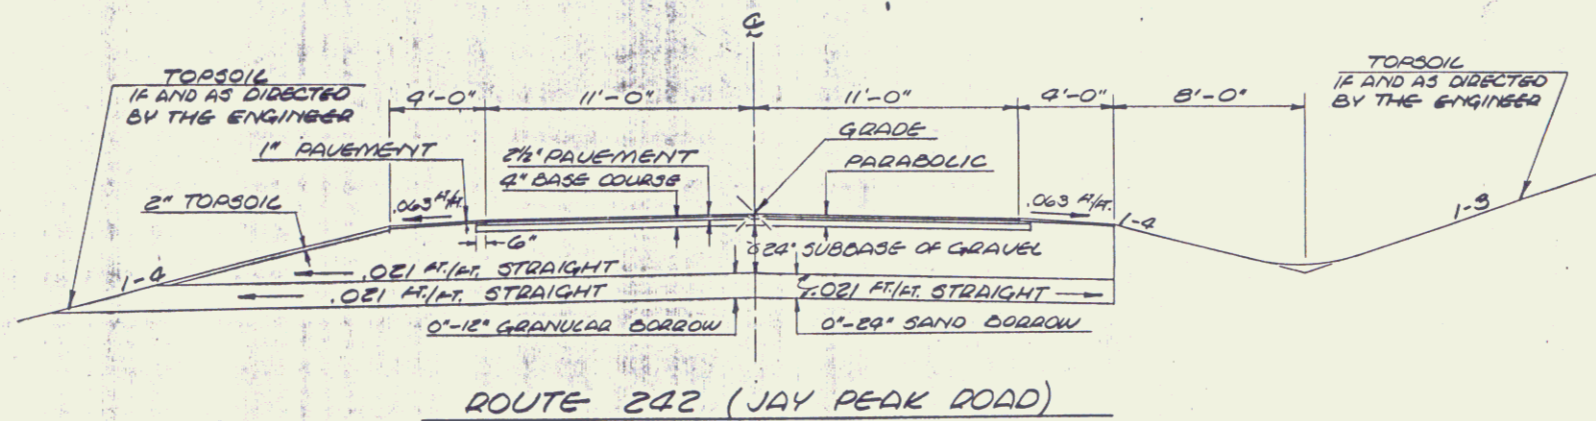 ℄
TOPSOIL
IF AND AS DIRECTED
BY THE ENGINEER
4'-0"
11'-0"
11'-0"
4'-0"
8'-0"
TOPSOIL
IF AND AS DIRECTED
BY THE ENGINEER
1" PAVEMENT
2½" PAVEMENT
4" BASE COURSE
GRADE
PARABOLIC
2" TOPSOIL
.063 FT/FT.
.063 FT/FT.
1-4
1-3
6"
24" SUBBASE OF GRAVEL
1-4
.021 FT./FT. STRAIGHT
.021 FT./FT. STRAIGHT
.021 FT./FT. STRAIGHT
0"-12" GRANULAR BORROW
0"-24" SAND BORROW
ROUTE 242 (JAY PEAK ROAD)